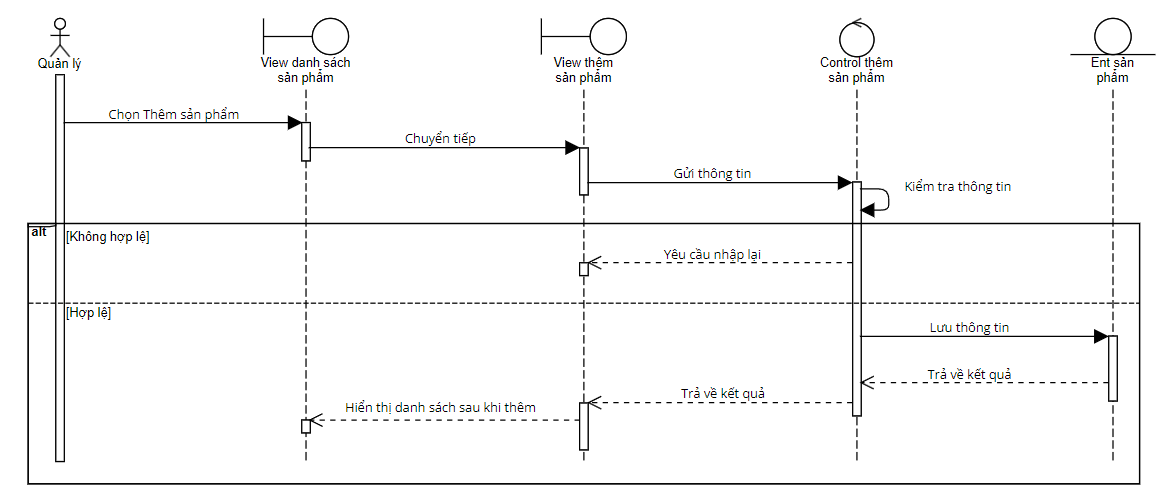 Quản lý
View danh sách
sản phẩm
View thêm
sản phẩm
Control thêm
sản phẩm
Ent sản
phẩm
Chọn Thêm sản phẩm
Chuyển tiếp
Gửi thông tin
Kiểm tra thông tin
alt
[Không hợp lệ]
Yêu cầu nhập lại
[Hợp lệ]
Lưu thông tin
Trả về kết quả
Trả về kết quả
Hiển thị danh sách sau khi thêm